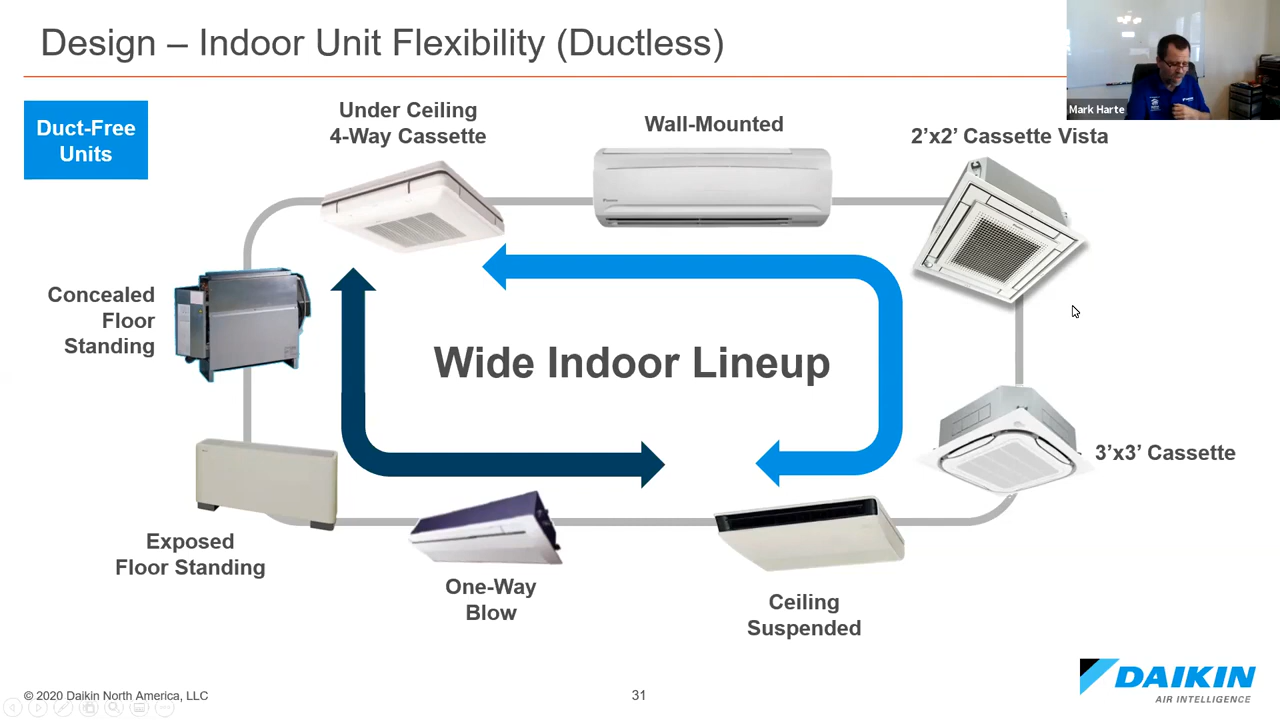 Design – Indoor Unit Flexibility (Ductless)
Mark Harte
Duct-Free
Units
Under Ceiling
4-Way Cassette
Wall-Mounted
2’x2’ Cassette Vista
Concealed
Floor
Standing
Wide Indoor Lineup
3’x3’ Cassette
Exposed
Floor Standing
One-Way
Blow
Ceiling
Suspended
© 2020 Daikin North America, LLC
31
DAIKIN
AIR INTELLIGENCE